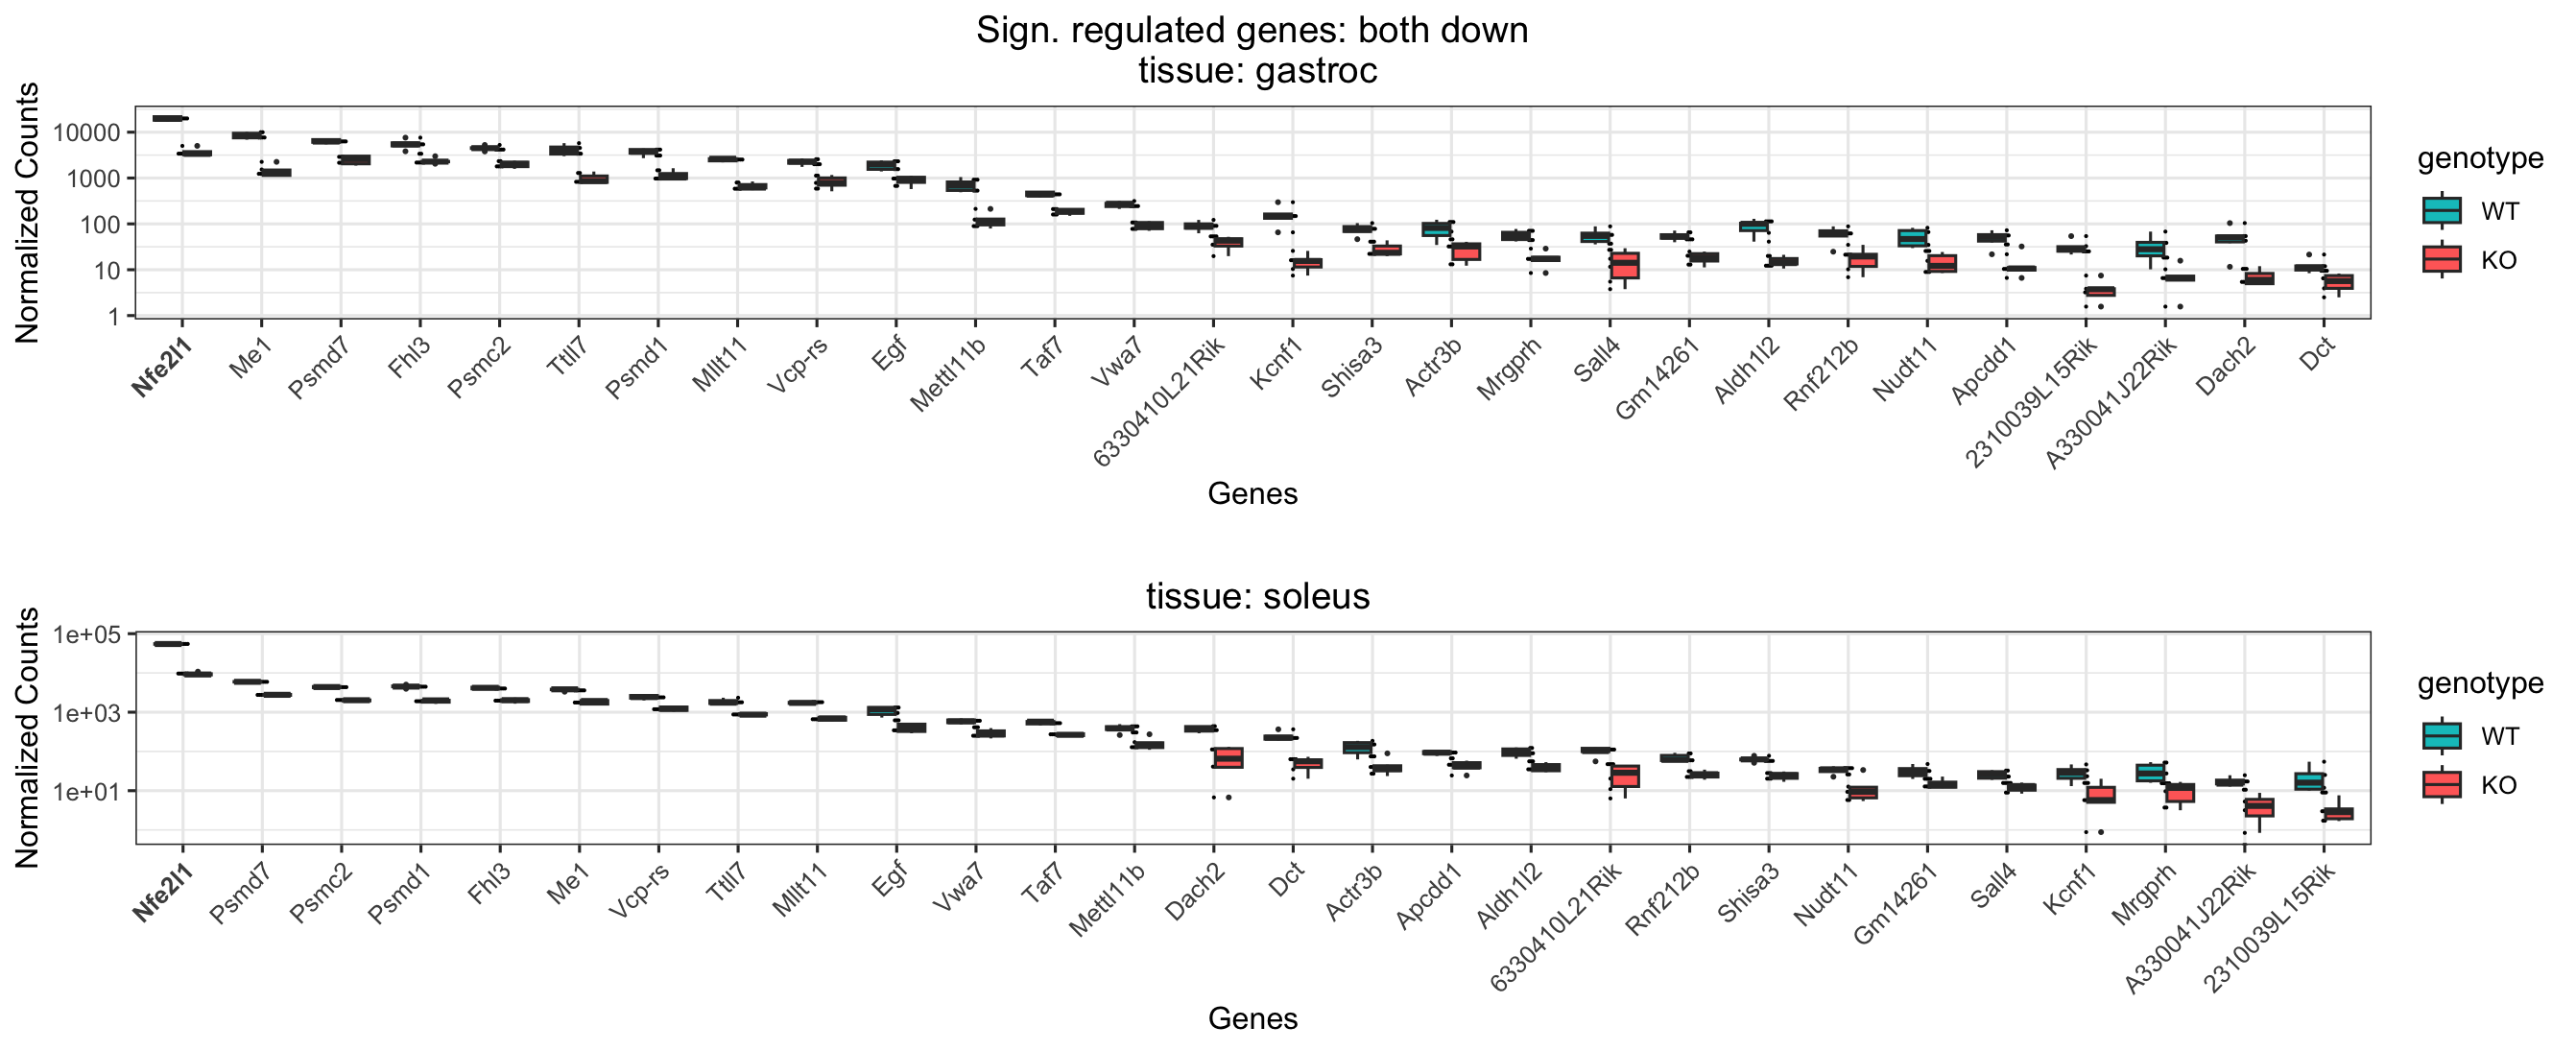 Sign. regulated genes: both down
tissue: gastroc
Normalized Counts
10000
1000
100
10
1
Nfe2l1 Me1 Psmd7 Fhl3 Psmc2 Ttll7 Psmd1 Mllt11 Vcp-rs Egf Mettl11b Taf7 Vwa7 6330410L21Rik Kcnf1 Shisa3 Actr3b Mrgprh Sall4 Gm14261 Aldh1l2 Rnf212b Nudt11 Apcdd1 2310039L15Rik A330041J22Rik Dach2 Dct
Genes
genotype
WT
KO
tissue: soleus
Normalized Counts
1e+05
1e+03
1e+01
Nfe2l1 Psmd7 Psmc2 Psmd1 Fhl3 Me1 Vcp-rs Ttll7 Mllt11 Egf Vwa7 Taf7 Mettl11b Dach2 Dct Actr3b Apcdd1 Aldh1l2 6330410L21Rik Rnf212b Shisa3 Nudt11 Gm14261 Sall4 Kcnf1 Mrgprh A330041J22Rik 2310039L15Rik
Genes
genotype
WT
KO